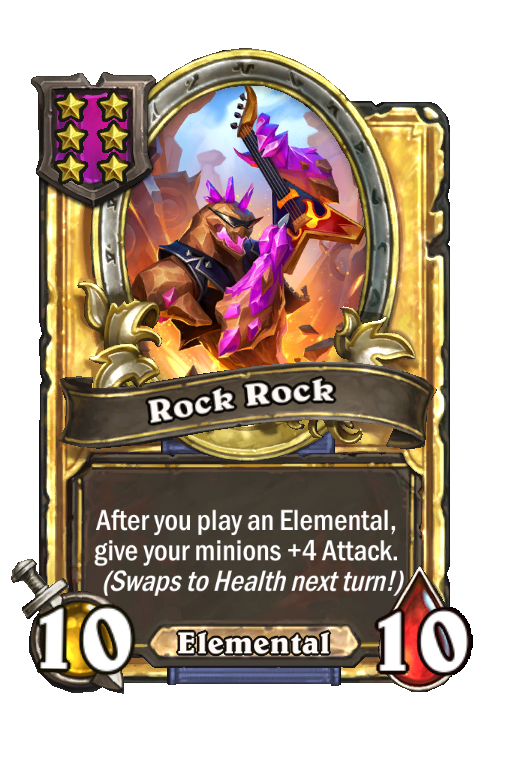 Rock Rock
After you play an Elemental,
give your minions +4 Attack.
(Swaps to Health next turn!)
10
Elemental
10